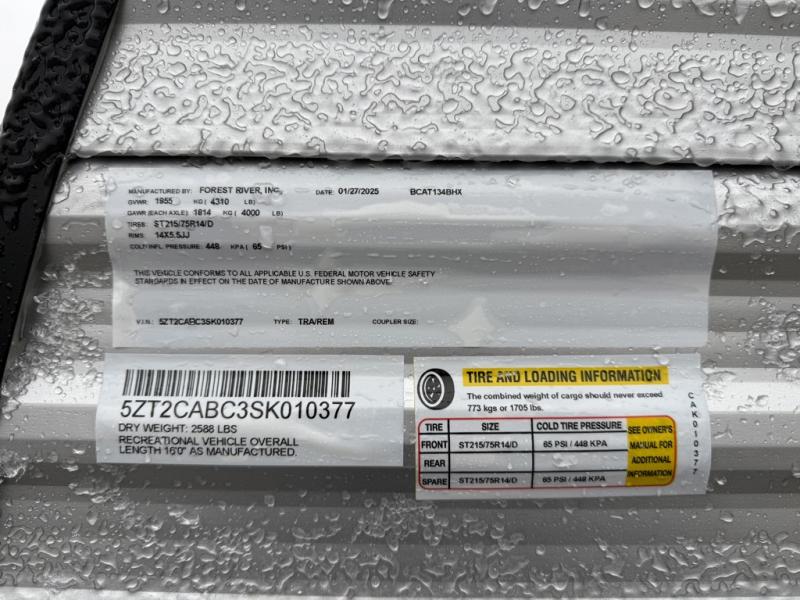 MANUFACTURED BY: FOREST RIVER, INC. DATE: 01/27/2025 BCAT134BHX
GVWR: 1955 KG ( 4310 LB)
GAWR (EACH AXLE) 1814 KG ( 4000 LB)
TIRES: ST215/75R14/D
RIMS: 14X5.5JJ
COLD INFL. PRESSURE: 448 KPA ( 65 PSI)
THIS VEHICLE CONFORMS TO ALL APPLICABLE U.S. FEDERAL MOTOR VEHICLE SAFETY
STANDARDS IN EFFECT ON THE DATE OF MANUFACTURE SHOWN ABOVE.
V.I.N.: 5ZT2CABC3SK010377 TYPE: TRA/REM COUPLER SIZE:
5ZT2CABC3SK010377
DRY WEIGHT: 2588 LBS
RECREATIONAL VEHICLE OVERALL
LENGTH 16'0" AS MANUFACTURED.
TIRE AND LOADING INFORMATION
The combined weight of cargo should never exceed
773 kgs or 1705 lbs.
TIRE SIZE COLD TIRE PRESSURE
FRONT ST215/75R14/D 65 PSI / 448 KPA
REAR
SPARE ST215/75R14/D 65 PSI / 448 KPA
SEE OWNER'S
MANUAL FOR
ADDITIONAL
INFORMATION
CAK010377